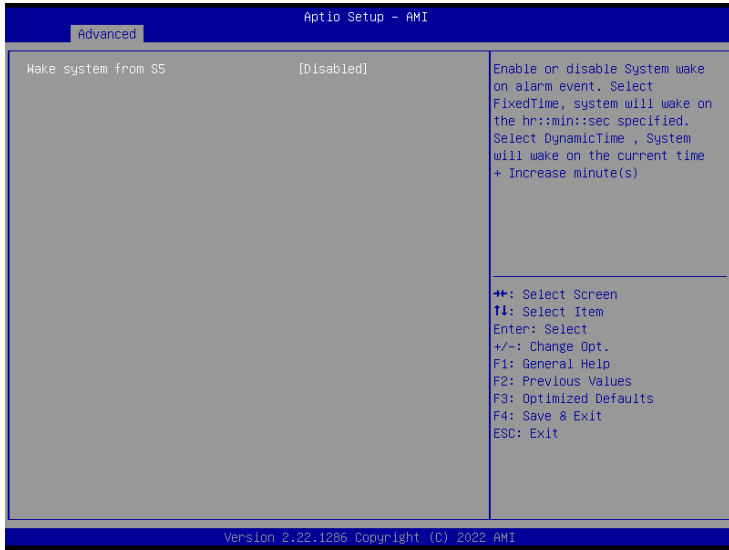 Aptio Setup - AMI
Advanced
Wake system from S5 [Disabled]
Enable or disable System wake
on alarm event. Select
FixedTime, system will wake on
the hr::min::sec specified.
Select DynamicTime , System
will wake on the current time
+ Increase minute(s)
→←: Select Screen
↑↓: Select Item
Enter: Select
+/-: Change Opt.
F1: General Help
F2: Previous Values
F3: Optimized Defaults
F4: Save & Exit
ESC: Exit
Version 2.22.1286 Copyright (C) 2022 AMI